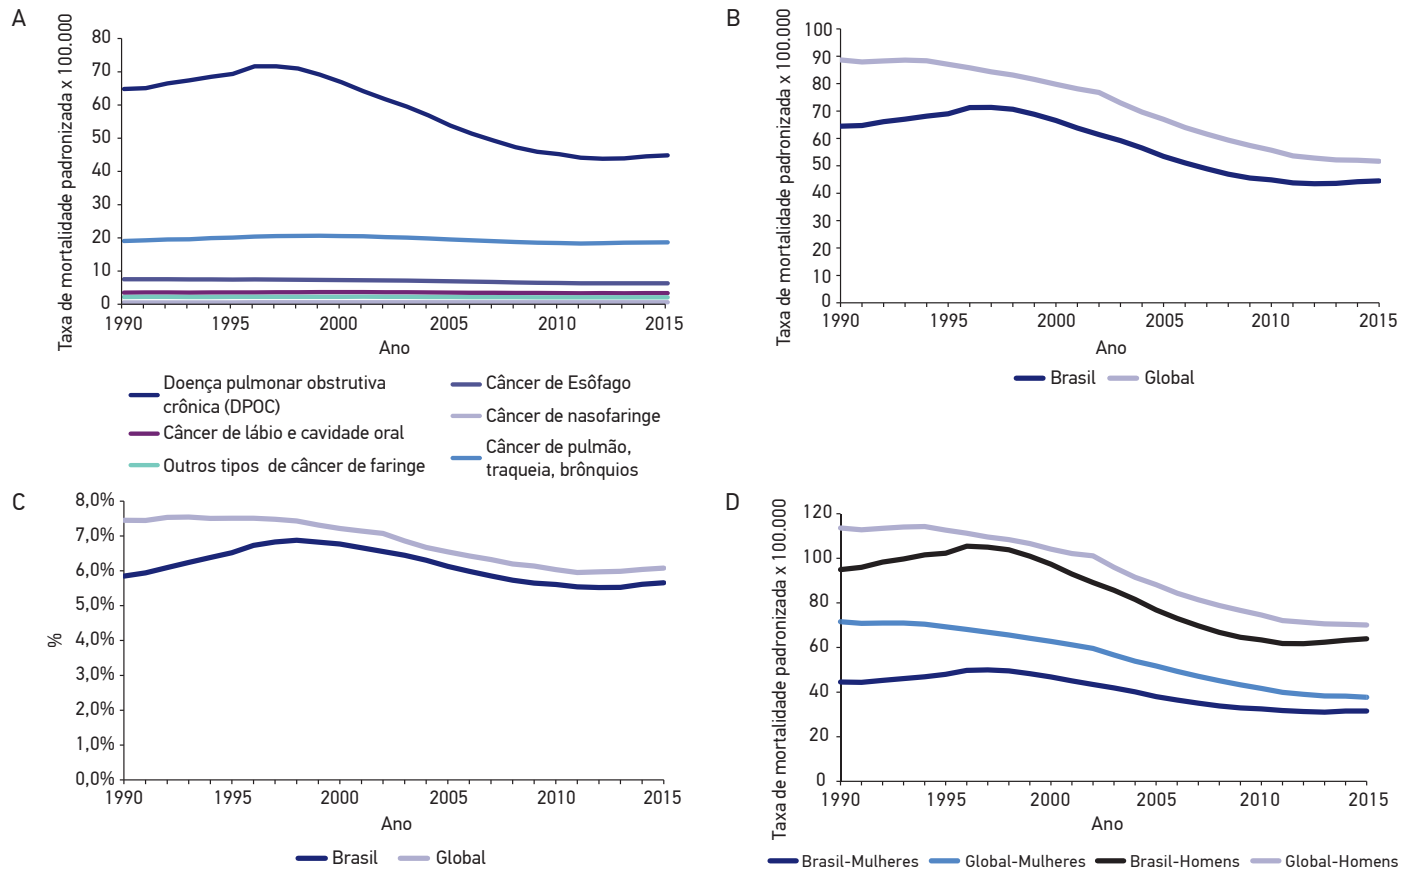 A
Taxa de mortalidade padronizada x 100.000
80
70
60
50
40
30
20
10
0
1990 1995 2000 2005 2010 2015
Ano
Doença pulmonar obstrutiva
crônica (DPOC)
Câncer de lábio e cavidade oral
Outros tipos de câncer de faringe
Câncer de Esôfago
Câncer de nasofaringe
Câncer de pulmão,
traqueia, brônquios
B
Taxa de mortalidade padronizada x 100.000
100
90
80
70
60
50
40
30
20
10
0
1990 1995 2000 2005 2010 2015
Ano
Brasil Global
C
%
8,0%
7,0%
6,0%
5,0%
4,0%
3,0%
2,0%
1,0%
0,0%
1990 1995 2000 2005 2010 2015
Ano
Brasil Global
D
Taxa de mortalidade padronizada x 100.000
120
100
80
60
40
20
0
1990 1995 2000 2005 2010 2015
Ano
Brasil-Mulheres Global-Mulheres Brasil-Homens Global-Homens